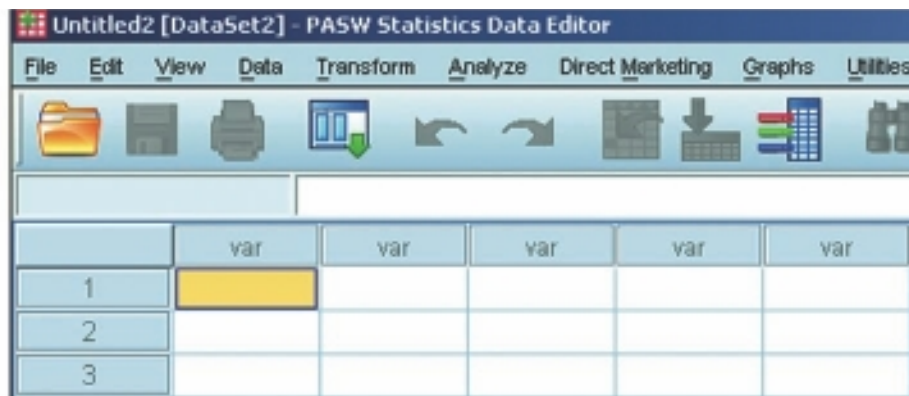 Untitled2 [DataSet2] - PASW Statistics Data Editor
File Edit View Data Transform Analyze Direct Marketing Graphs Utilities
var var var var var
1
2
3